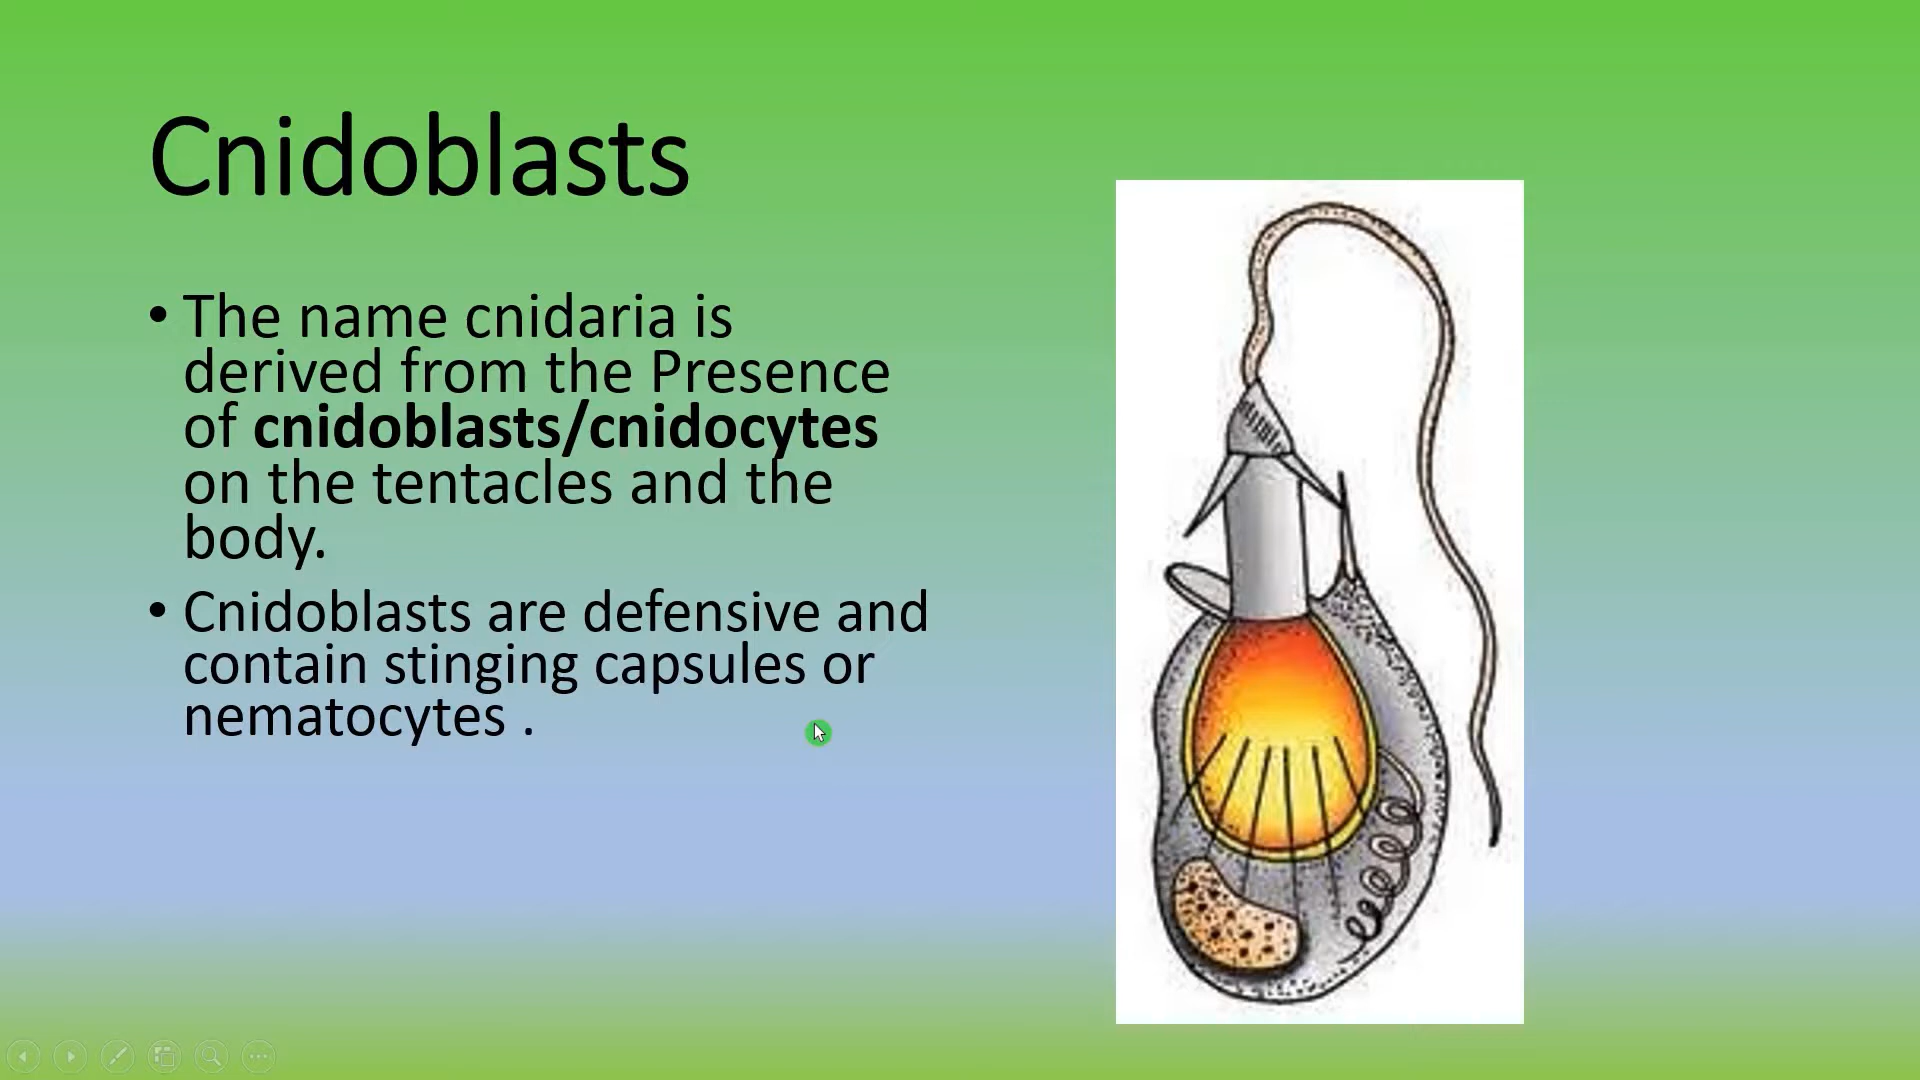 Cnidoblasts
• The name cnidaria is
derived from the Presence
of cnidoblasts/cnidocytes
on the tentacles and the
body.
• Cnidoblasts are defensive and
contain stinging capsules or
nematocytes .